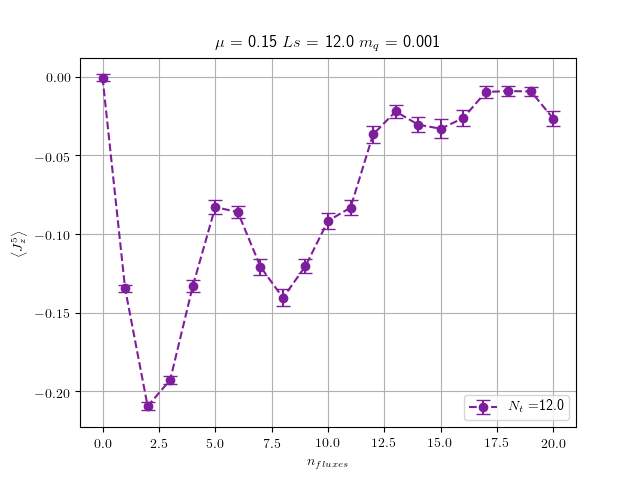 μ = 0.15 Ls = 12.0 m_q = 0.001
0.00
−0.05
−0.10
−0.15
−0.20
⟨J_z^5⟩
N_t =12.0
0.0 2.5 5.0 7.5 10.0 12.5 15.0 17.5 20.0
n_{fluxes}